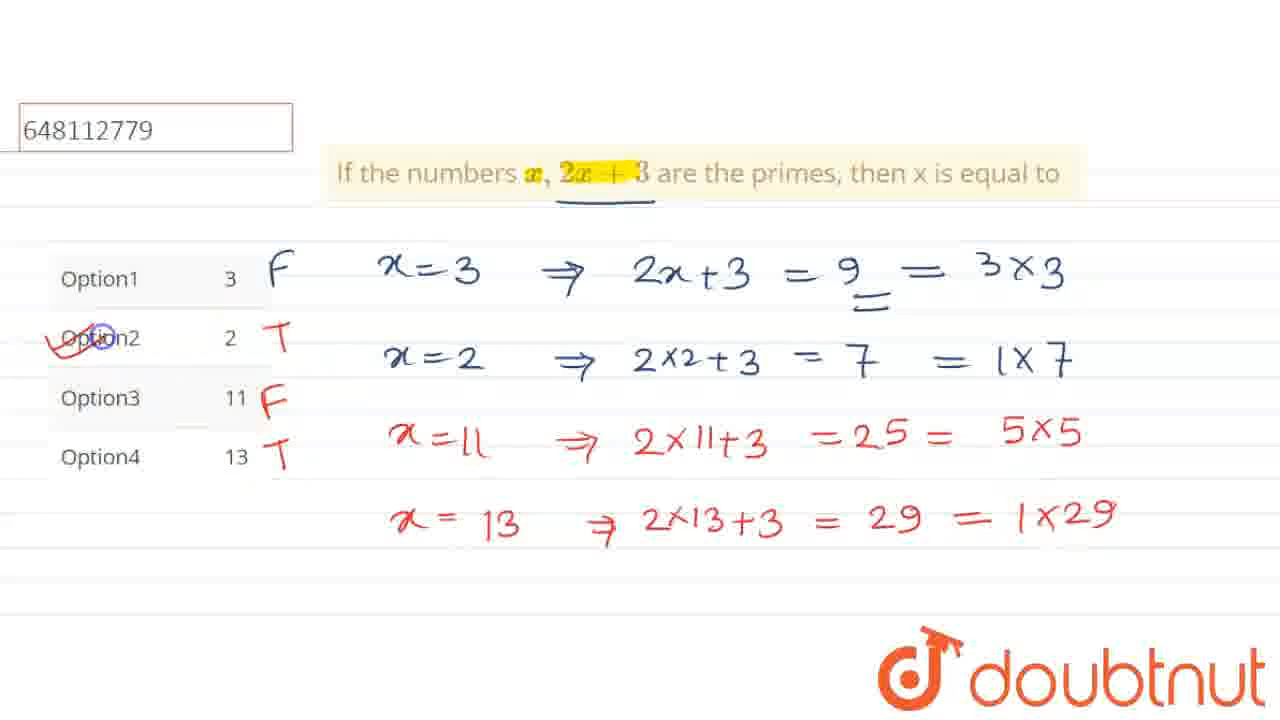 648112779
If the numbers x, 2x + 3 are the primes, then x is equal to
Option1 3 F x=3 ⇒ 2x+3 = 9 = 3×3
Option2 2 T x=2 ⇒ 2×2+3 = 7 = 1×7
Option3 11 F x=11 ⇒ 2×11+3 = 25 = 5×5
Option4 13 T x=13 ⇒ 2×13+3 = 29 = 1×29
doubtnut